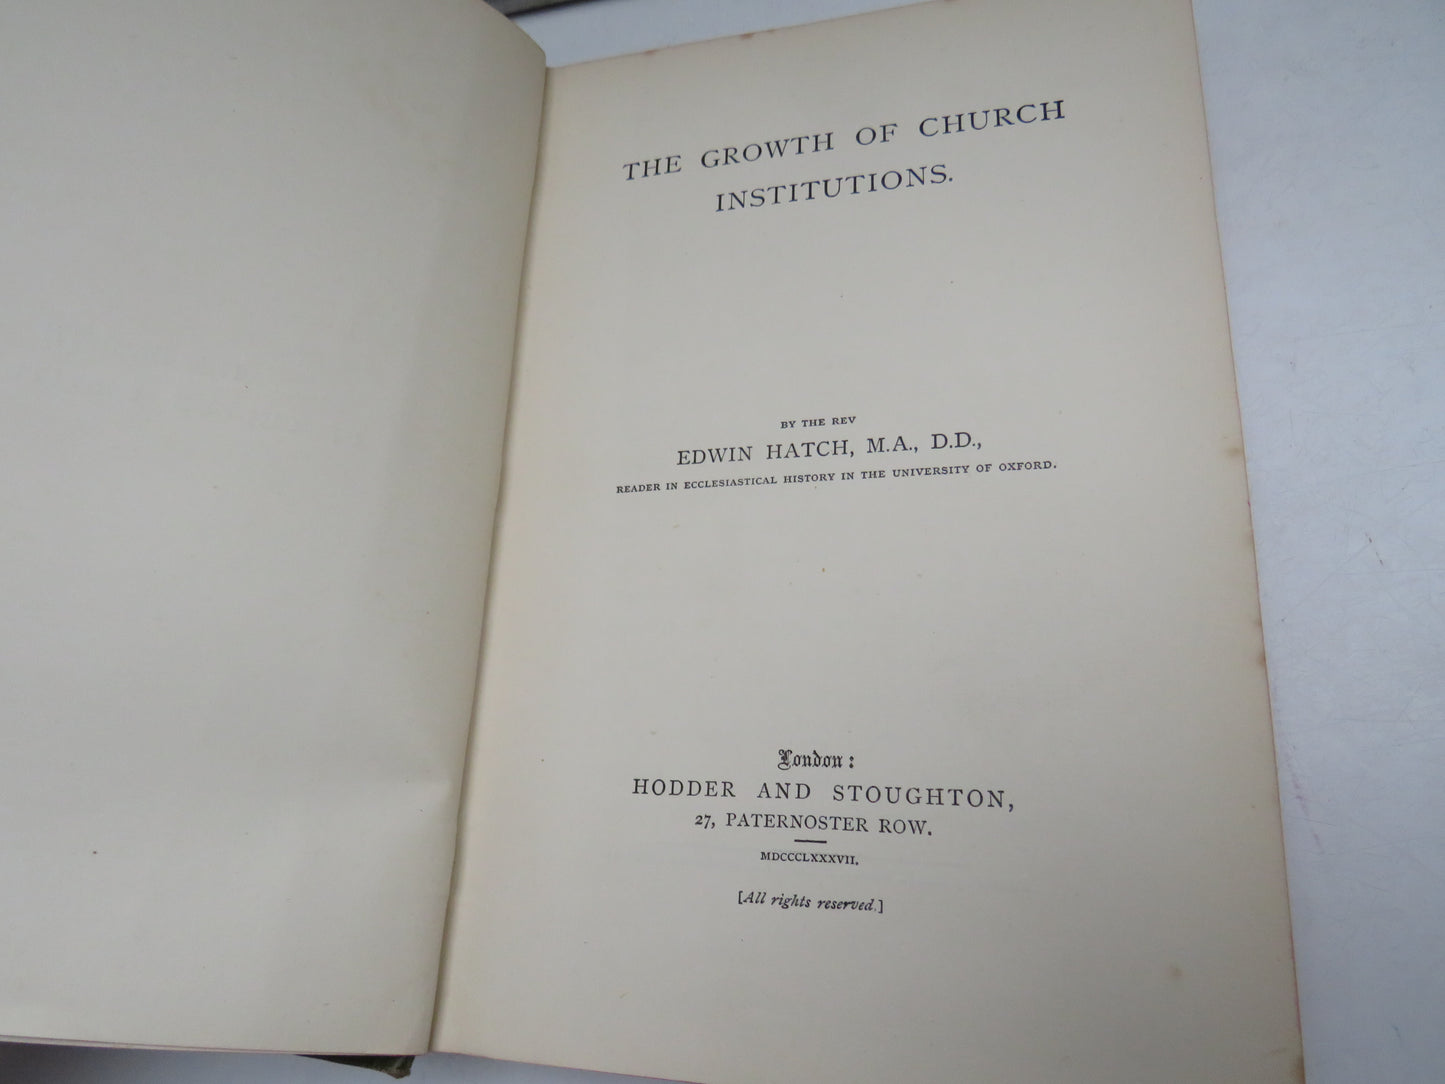 THE GROWTH OF CHURCH
INSTITUTIONS.
BY THE REV
EDWIN HATCH, M.A., D.D.,
READER IN ECCLESIASTICAL HISTORY IN THE UNIVERSITY OF OXFORD.
London:
HODDER AND STOUGHTON,
27, PATERNOSTER ROW.
MDCCCLXXXVII.
[All rights reserved.]